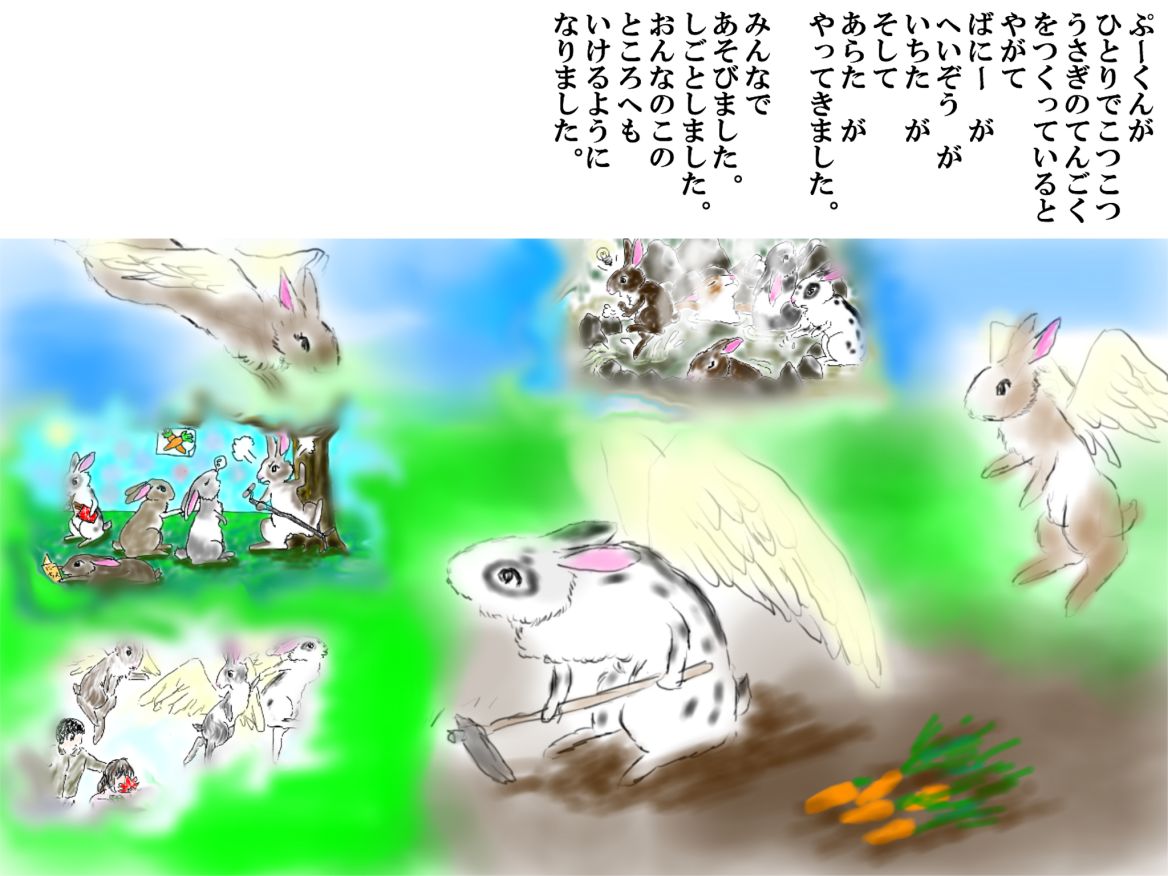 ぷーくんが
ひとりでこつこつ
うさぎのてんごく
をつくっていると
やがて
ばにー　が
へいぞう　が
いちた　が
そして
あらた　が
やってきました。
みんなで
あそびました。
しごとしました。
おんなのこの
ところへも
いけるように
なりました。